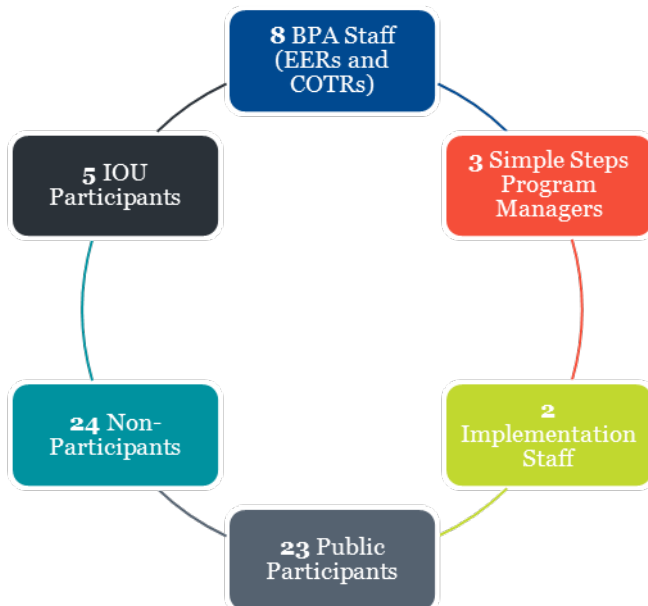 8 BPA Staff
(EERs and
COTRs)
3 Simple Steps
Program
Managers
2
Implementation
Staff
23 Public
Participants
24 Non-
Participants
5 IOU
Participants